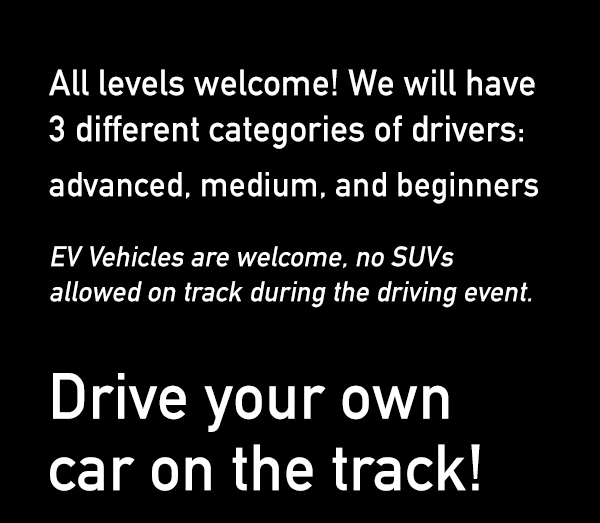 All levels welcome! We will have
3 different categories of drivers:
advanced, medium, and beginners
EV Vehicles are welcome, no SUVs
allowed on track during the driving event.
Drive your own
car on the track!